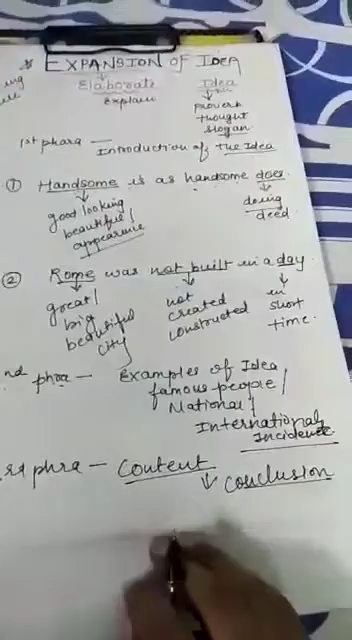 EXPANSION OF IDEA
Elaborate Idea
Explain Proverb
thought
slogan
1st phara — Introduction of the Idea
① Handsome is as handsome does
good looking doing
beautiful/ deed
appearance
② Rome was not built in a day
great/ not in
big created short
beautiful constructed time.
city
nd phra — Examples of Idea
famous people/
National/
International
Incidence
phra — Content
conclusion